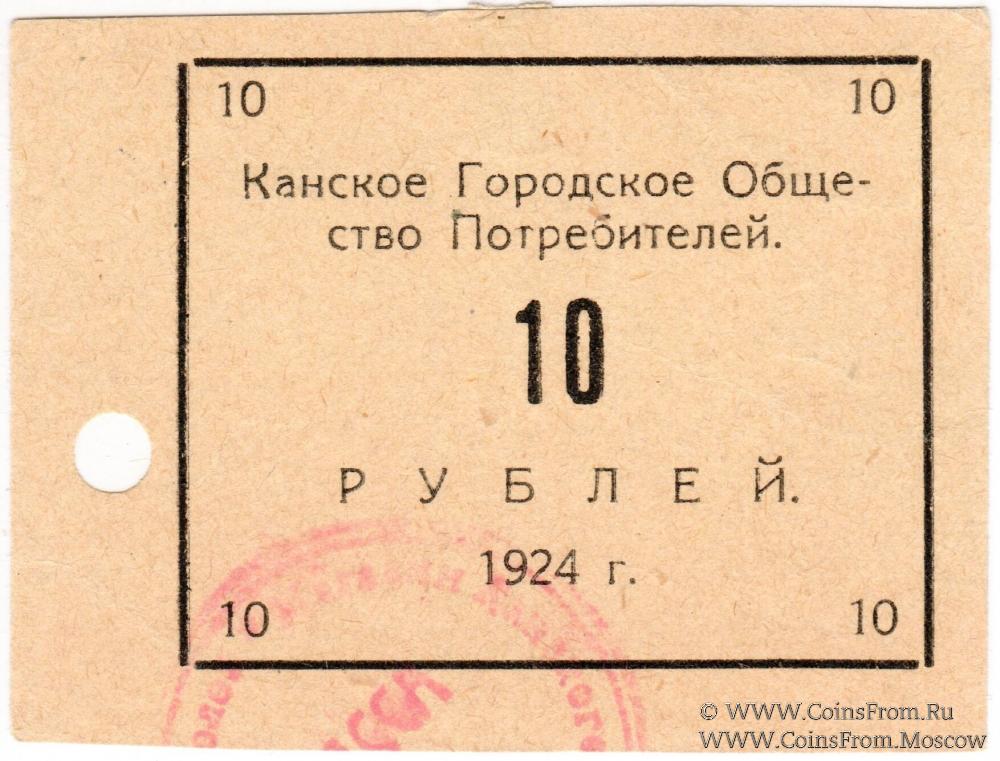 10 10
Канское Городское Обще-
ство Потребителей.
10
РУБЛЕЙ.
1924 г.
10 10
© WWW.CoinsFrom.Ru
WWW.CoinsFrom.Moscow